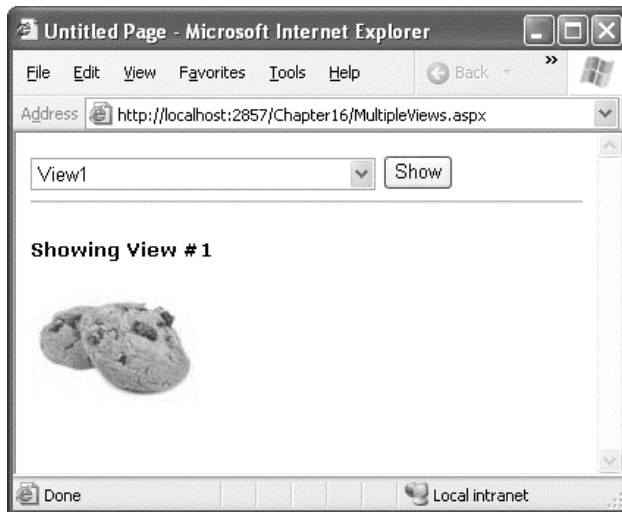 Untitled Page - Microsoft Internet Explorer
File Edit View Favorites Tools Help Back »
Address http://localhost:2857/Chapter16/MultipleViews.aspx
View1 Show
Showing View #1
Done Local intranet